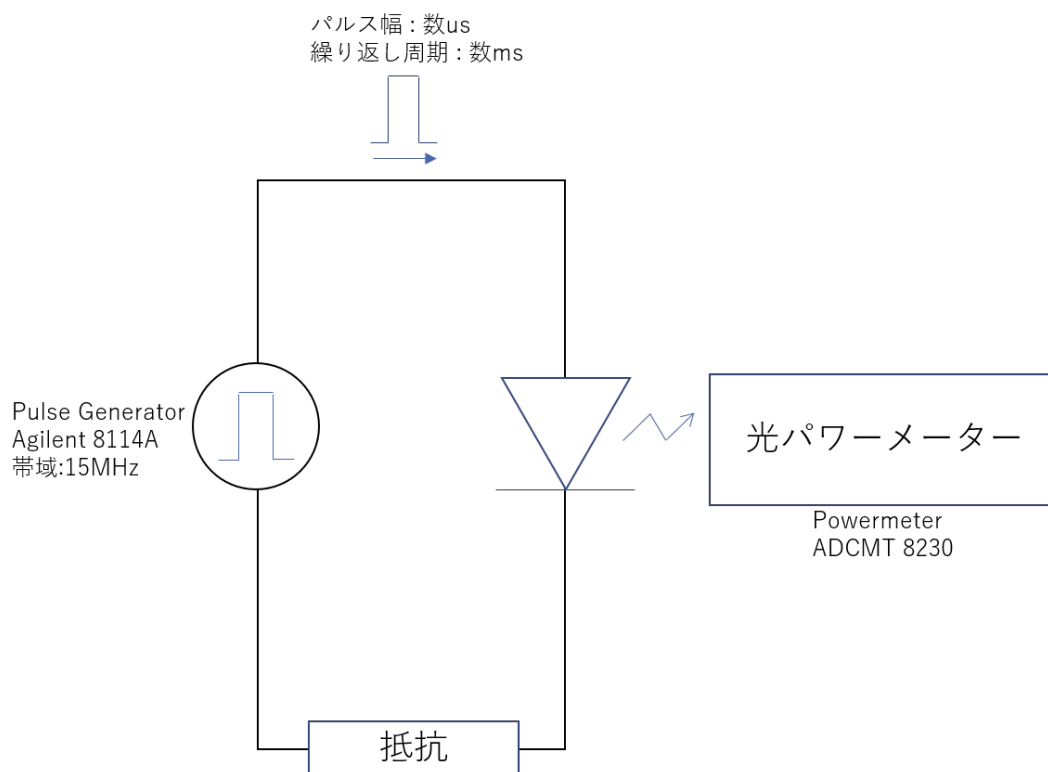 パルス幅 : 数us
繰り返し周期 : 数ms
Pulse Generator
Agilent 8114A
帯域:15MHz
光パワーメーター
Powermeter
ADCMT 8230
抵抗